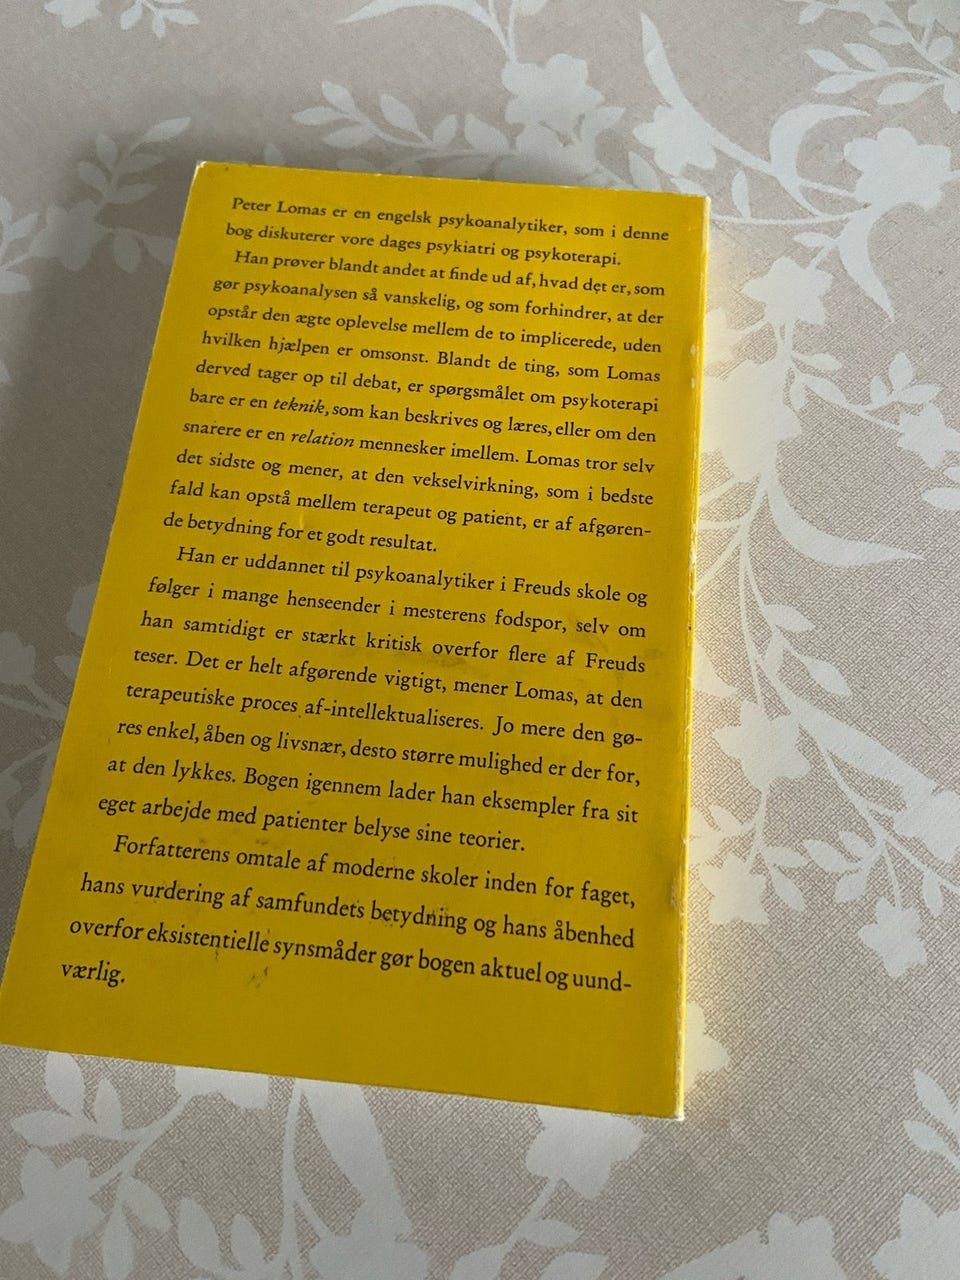 Peter Lomas er en engelsk psykoanalytiker, som i denne
bog diskuterer vore dages psykiatri og psykoterapi.
Han prøver blandt andet at finde ud af, hvad det er, som
gør psykoanalysen så vanskelig, og som forhindrer, at der
opstår den ægte oplevelse mellem de to implicerede, uden
hvilken hjælpen er omsonst. Blandt de ting, som Lomas
derved tager op til debat, er spørgsmålet om psykoterapi
bare er en teknik, som kan beskrives og læres, eller om den
snarere er en relation mennesker imellem. Lomas tror selv
det sidste og mener, at den vekselvirkning, som i bedste
fald kan opstå mellem terapeut og patient, er af afgøren-
de betydning for et godt resultat.
Han er uddannet til psykoanalytiker i Freuds skole og
følger i mange henseender i mesterens fodspor, selv om
han samtidigt er stærkt kritisk overfor flere af Freuds
teser. Det er helt afgørende vigtigt, mener Lomas, at den
terapeutiske proces af-intellektualiseres. Jo mere den gø-
res enkel, åben og livsnær, desto større mulighed er der for,
at den lykkes. Bogen igennem lader han eksempler fra sit
eget arbejde med patienter belyse sine teorier.
Forfatterens omtale af moderne skoler inden for faget,
hans vurdering af samfundets betydning og hans åbenhed
overfor eksistentielle synsmåder gør bogen aktuel og uund-
værlig.